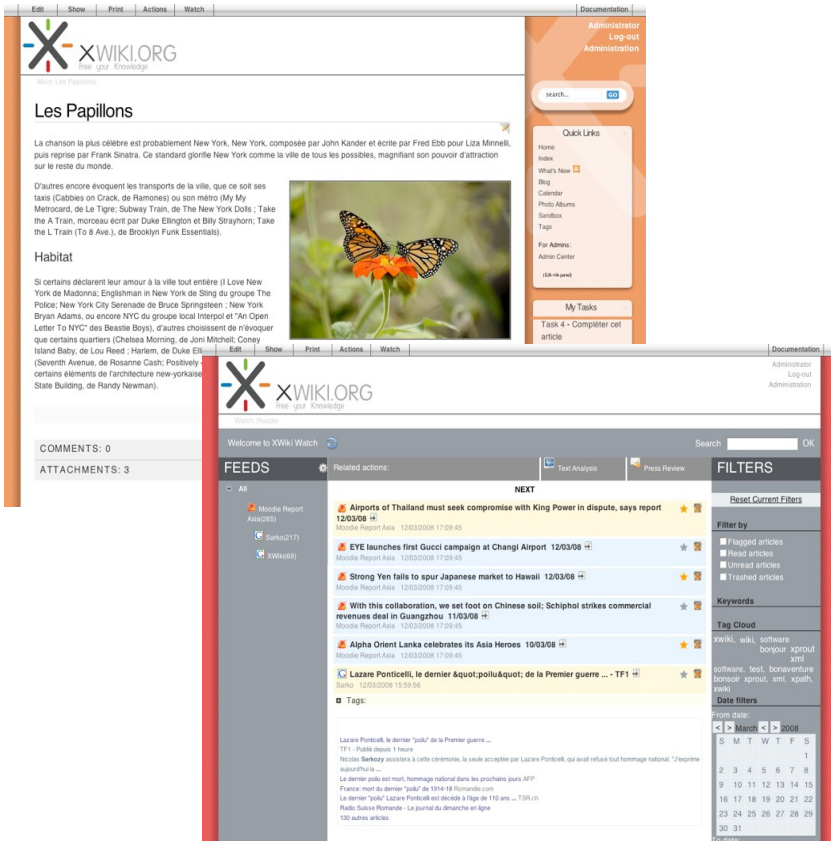 Edit Show Print Actions Watch Documentation
Administrator
Log-out
Administration
XWIKI.ORG
Free your Knowledge
Main: Les Papillons
search... GO
Les Papillons
La chanson la plus célèbre est probablement New York, New York, composée par John Kander et écrite par Fred Ebb pour Liza Minnelli,
puis reprise par Frank Sinatra. Ce standard glorifie New York comme la ville de tous les possibles, magnifiant son pouvoir d'attraction
sur le reste du monde.
D'autres encore évoquent les transports de la ville, que ce soit ses
taxis (Cabbies on Crack, de Ramones) ou son métro (My My
Metrocard, de Le Tigre; Subway Train, de The New York Dolls ; Take
the A Train, morceau écrit par Duke Ellington et Billy Strayhorn; Take
the L Train (To 8 Ave.), de Brooklyn Funk Essentials).
Habitat
Si certains déclarent leur amour à la ville tout entière (I Love New
York de Madonna; Englishman in New York de Sting du groupe The
Police; New York City Serenade de Bruce Springsteen ; New York
Bryan Adams, ou encore NYC du groupe local Interpol et "An Open
Letter To NYC" des Beastie Boys), d'autres choisissent de n'évoquer
que certains quartiers (Chelsea Morning, de Joni Mitchell; Coney
Island Baby, de Lou Reed ; Harlem, de Duke Elli
(Seventh Avenue, de Rosanne Cash; Positively
certains éléments de l'architecture new-yorkaise
State Building, de Randy Newman).
COMMENTS: 0
ATTACHMENTS: 3
Quick Links
Home
Index
What's New
Blog
Calendar
Photo Albums
Sandbox
Tags
For Admins:
Admin Center
(Edit this panel)
My Tasks
Task 4 - Compléter cet
article
Edit Show Print Actions Watch Documentation
Administrator
Log-out
Administration
XWIKI.ORG
Free your Knowledge
Watch: Reader
Welcome to XWiki Watch Search OK
FEEDS Related actions: Text Analysis Press Review FILTERS
All
Moodie Report
Asia(265)
Sarko(217)
XWiki(69)
NEXT
Airports of Thailand must seek compromise with King Power in dispute, says report
12/03/08
Moodie Report Asia 12/03/2008 17:09:45
EYE launches first Gucci campaign at Changi Airport 12/03/08
Moodie Report Asia 12/03/2008 17:09:45
Strong Yen fails to spur Japanese market to Hawaii 12/03/08
Moodie Report Asia 12/03/2008 17:09:45
With this collaboration, we set foot on Chinese soil; Schiphol strikes commercial
revenues deal in Guangzhou 11/03/08
Moodie Report Asia 12/03/2008 17:09:45
Alpha Orient Lanka celebrates its Asia Heroes 10/03/08
Moodie Report Asia 12/03/2008 17:09:45
Lazare Ponticelli, le dernier &quot;poilu&quot; de la Premier guerre ... - TF1
Sarko 12/03/2008 15:59:56
Tags:
Lazare Ponticelli, le dernier "poilu" de la Premier guerre ...
TF1 - Publié depuis 1 heure
Nicolas Sarkozy assistera à cette cérémonie, la seule acceptée par Lazare Ponticelli, qui avait refusé tout hommage national. "J'exprime
aujourd'hui la ...
Le dernier poilu est mort, hommage national dans les prochains jours AFP
France: mort du dernier "poilu" de 1914-18 Romandie.com
Le dernier "poilu" Lazare Ponticelli est décédé à l'âge de 110 ans ... TSR.ch
Radio Suisse Romande - Le journal du dimanche en ligne
130 autres articles
Reset Current Filters
Filter by
Flagged articles
Read articles
Unread articles
Trashed articles
Keywords
Tag Cloud
xwiki, wiki, software
bonjour xprout
xml
software, test, bonaventure
bonsoir xprout, xml, xpath,
xwiki
Date filters
From date:
< > March < > 2008
S M T W T F S
1
2 3 4 5 6 7 8
9 10 11 12 13 14 15
16 17 18 19 20 21 22
23 24 25 26 27 28 29
30 31
To date: